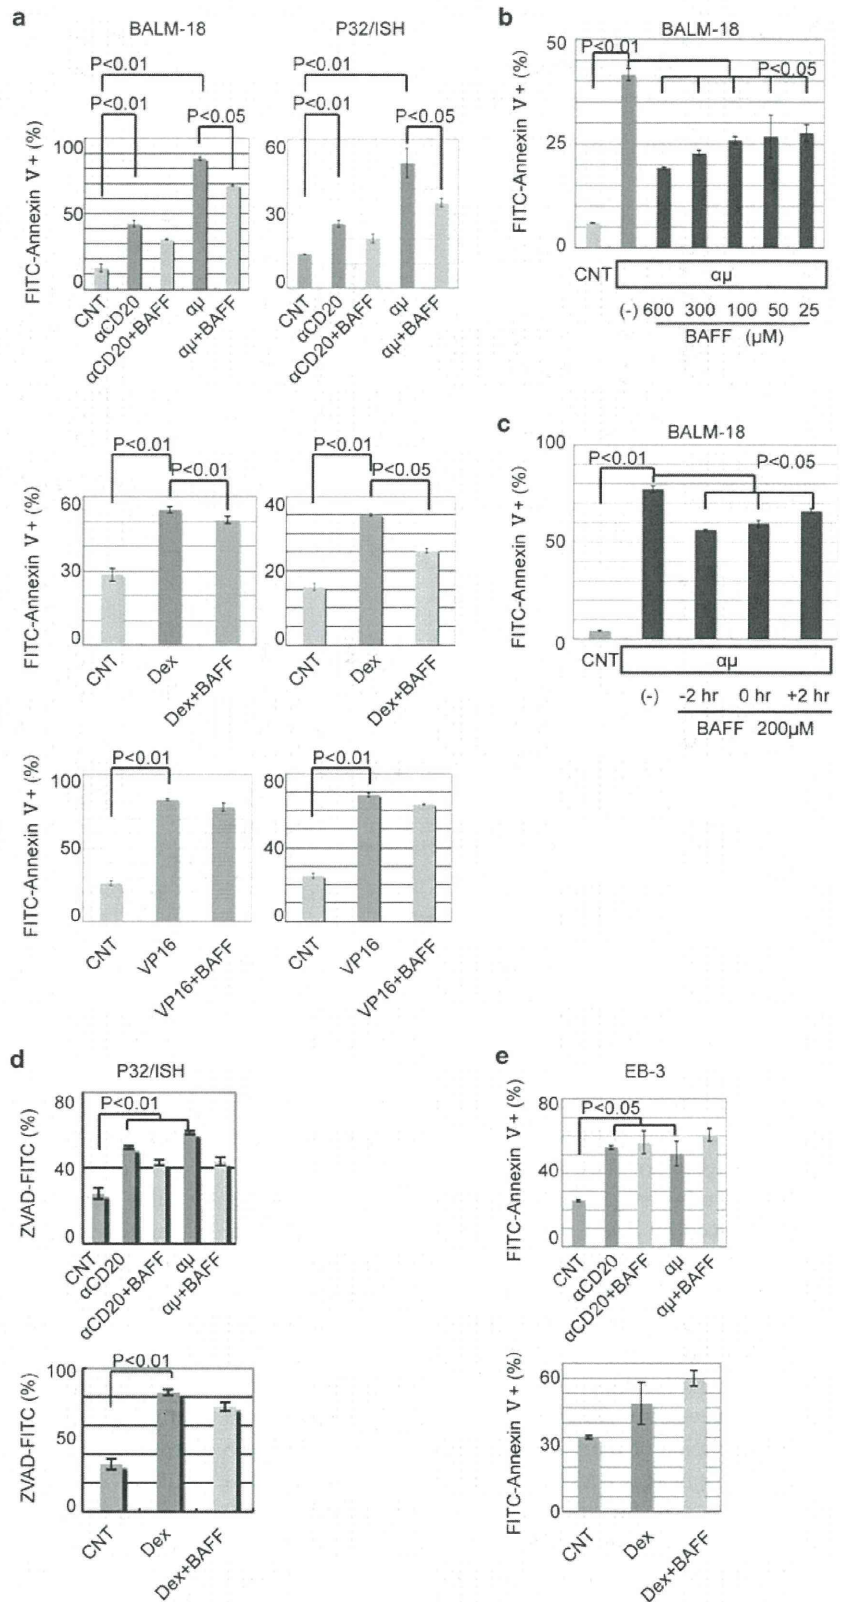 a
BALM-18
P32/ISH
P<0.01
P<0.01
P<0.05
FITC-Annexin V+ (%)
100
50
0
CNT
αCD20
αCD20+BAFF
αμ
αμ+BAFF
P<0.01
P<0.01
P<0.05
60
30
0
CNT
αCD20
αCD20+BAFF
αμ
αμ+BAFF
P<0.01
P<0.01
FITC-Annexin V+ (%)
60
30
0
CNT
Dex
Dex+BAFF
P<0.01
P<0.05
40
20
0
CNT
Dex
Dex+BAFF
P<0.01
FITC-Annexin V+ (%)
100
50
0
CNT
VP16
VP16+BAFF
P<0.01
80
40
0
CNT
VP16
VP16+BAFF
b
BALM-18
P<0.01
P<0.05
FITC-Annexin V+ (%)
50
25
0
CNT
αμ
(-) 600 300 100 50 25
BAFF (μM)
c
BALM-18
P<0.01
P<0.05
FITC-Annexin V+ (%)
100
50
0
CNT
αμ
(-) -2 hr 0 hr +2 hr
BAFF 200μM
d
P32/ISH
P<0.01
ZVAD-FITC (%)
80
40
0
CNT
αCD20
αCD20+BAFF
αμ
αμ+BAFF
P<0.01
ZVAD-FITC (%)
100
50
0
CNT
Dex
Dex+BAFF
e
EB-3
P<0.05
FITC-Annexin V+ (%)
80
40
0
CNT
αCD20
αCD20+BAFF
αμ
αμ+BAFF
FITC-Annexin V+ (%)
60
30
0
CNT
Dex
Dex+BAFF